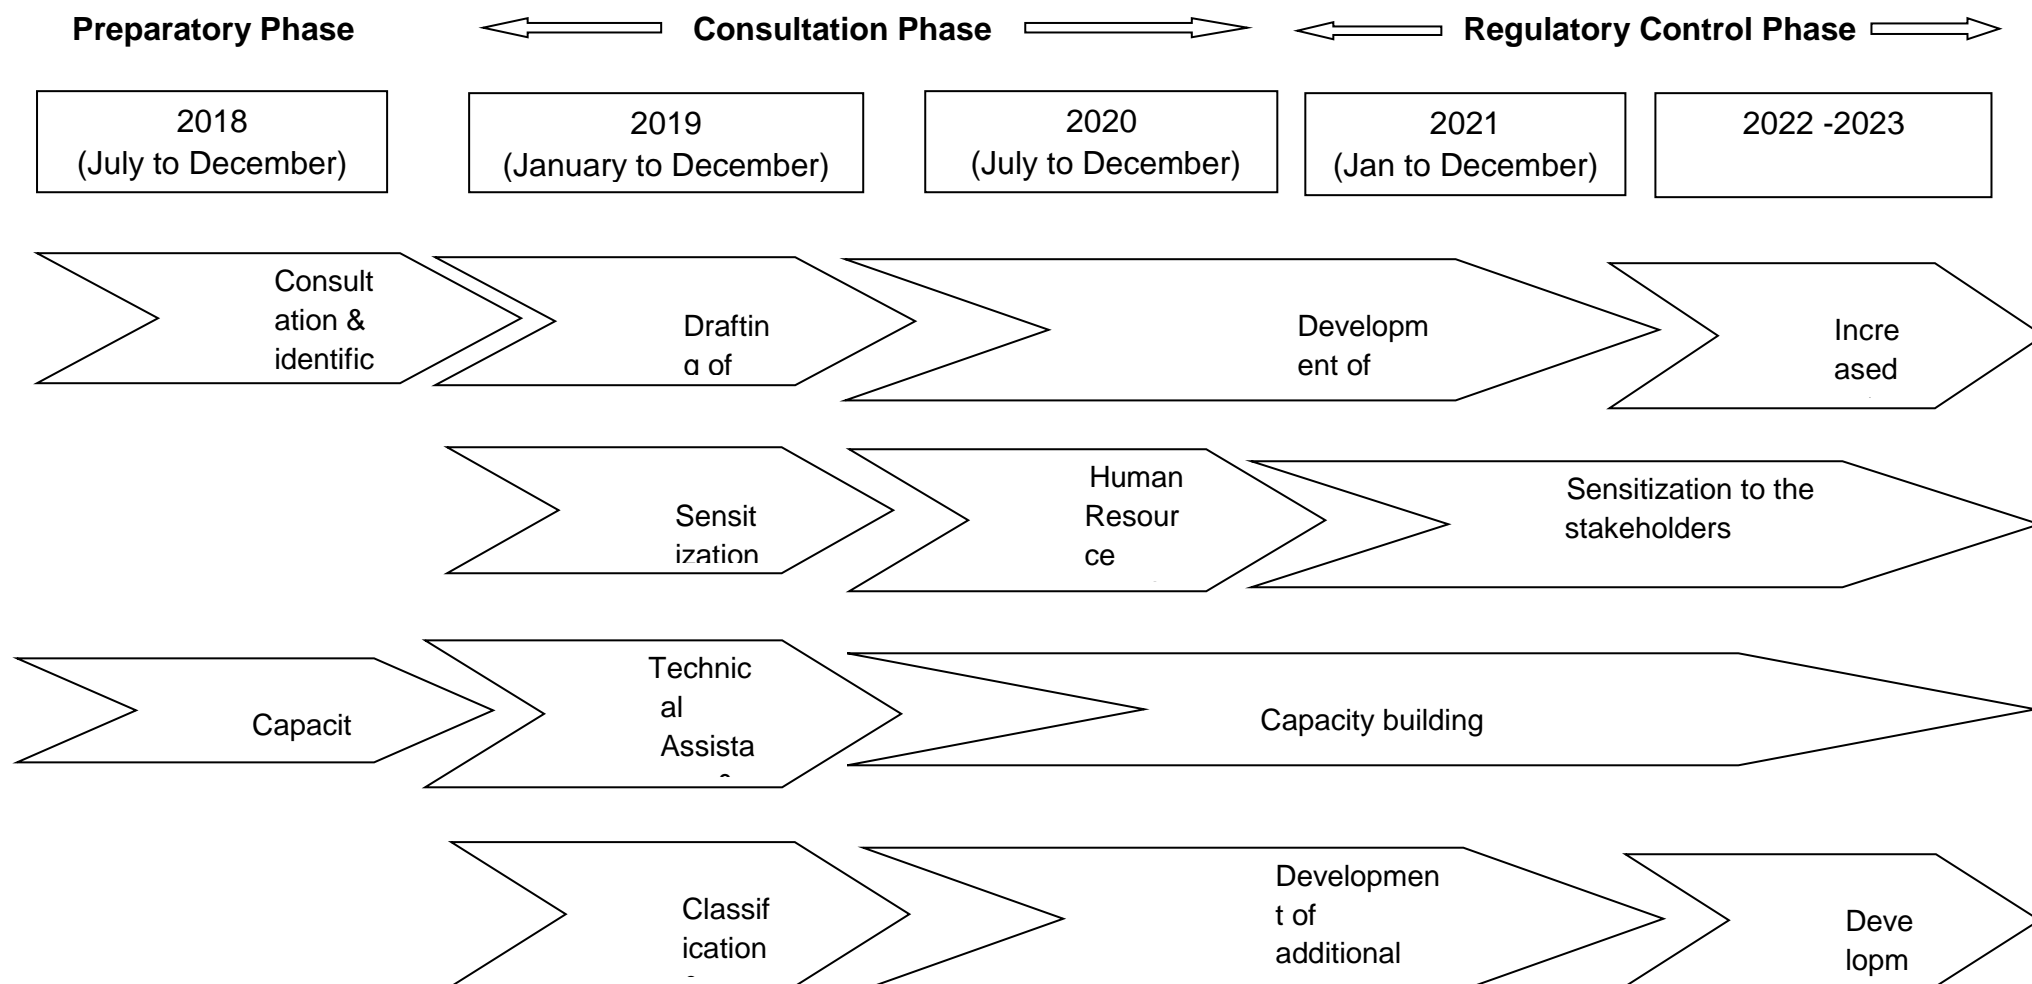 Preparatory Phase
Consultation Phase
Regulatory Control Phase
2018
(July to December)
2019
(January to December)
2020
(July to December)
2021
(Jan to December)
2022 -2023
Consult
ation &
identific
Draftin
g of
Developm
ent of
Incre
ased
Sensit
ization
Human
Resour
ce
Sensitization to the
stakeholders
Capacit
Technic
al
Assista
Capacity building
Classif
ication
Developmen
t of
additional
Deve
lopm